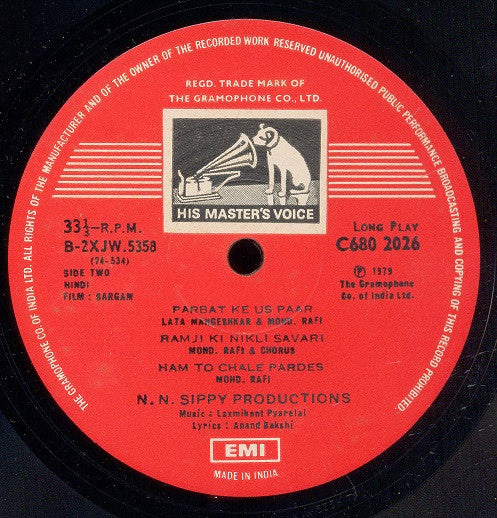 THE GRAMOPHONE CO. OF INDIA LTD. ALL RIGHTS OF THE MANUFACTURER AND OF THE OWNER OF THE RECORDED WORK RESERVED UNAUTHORISED PUBLIC PERFORMANCE BROADCASTING AND COPYING OF THIS RECORD PROHIBITED
REGD. TRADE MARK OF
THE GRAMOPHONE CO., LTD.
HIS MASTER'S VOICE
33⅓-R.P.M.
B-2XJW.5358
(74-534)
SIDE TWO
HINDI
FILM : SARGAM
LONG PLAY
C680 2026
Ⓟ 1979
The Gramophone
Co. of India Ltd.
PARBAT KE US PAAR
LATA MANGESHKAR & MOHD. RAFI
RAMJI KI NIKLI SAVARI
MOHD. RAFI & CHORUS
HAM TO CHALE PARDES
MOHD. RAFI
N. N. SIPPY PRODUCTIONS
Music : Laxmikant Pyarelal
Lyrics : Anand Bakshi
EMI
MADE IN INDIA